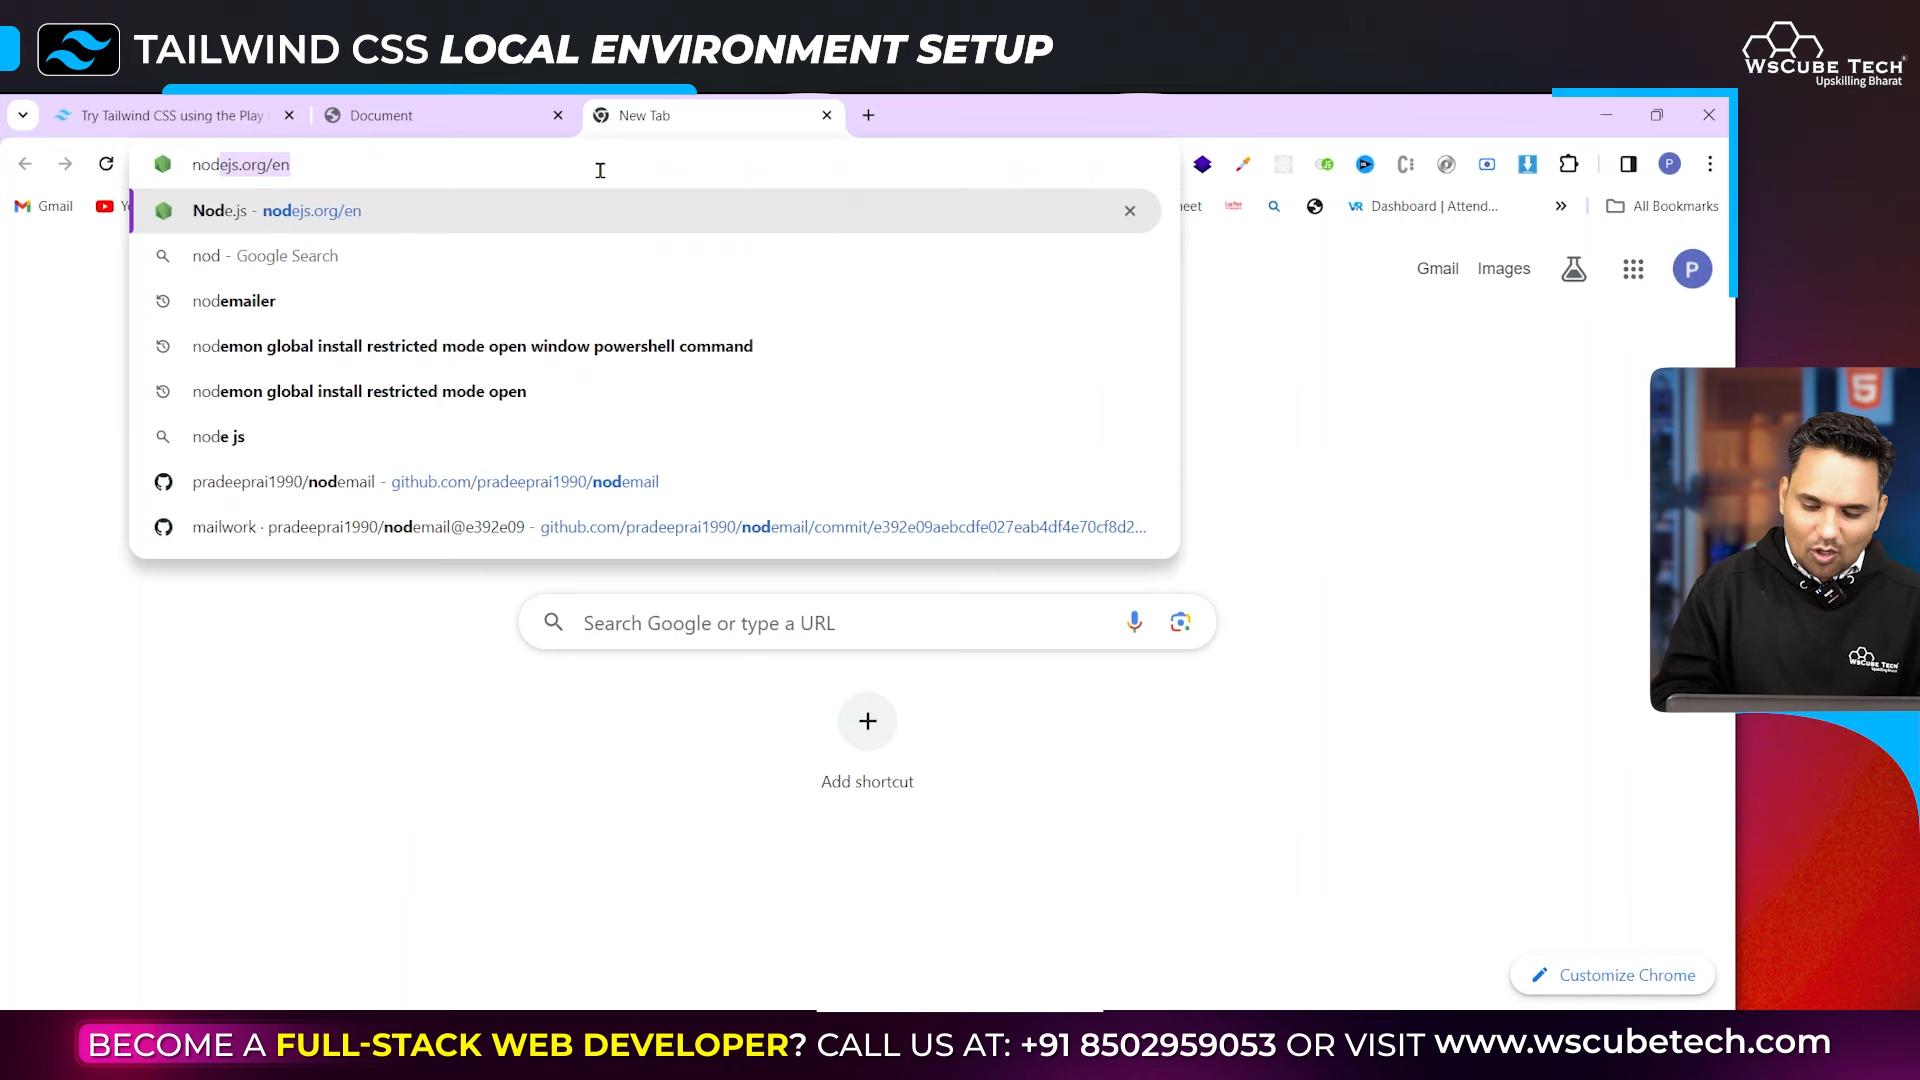 TAILWIND CSS LOCAL ENVIRONMENT SETUP
WsCube Tech
Upskilling Bharat
Try Tailwind CSS using the Play
Document
New Tab
nodejs.org/en
Gmail
Y
Node.js - nodejs.org/en
eet
VR Dashboard | Attend...
All Bookmarks
nod - Google Search
Gmail
Images
P
nodemailer
nodemon global install restricted mode open window powershell command
nodemon global install restricted mode open
node js
pradeeprai1990/nodemail - github.com/pradeeprai1990/nodemail
mailwork · pradeeprai1990/nodemail@e392e09 - github.com/pradeeprai1990/nodemail/commit/e392e09aebcdfe027eab4df4e70cf8d2...
Search Google or type a URL
Add shortcut
WsCube Tech
Customize Chrome
BECOME A FULL-STACK WEB DEVELOPER? CALL US AT: +91 8502959053 OR VISIT www.wscubetech.com